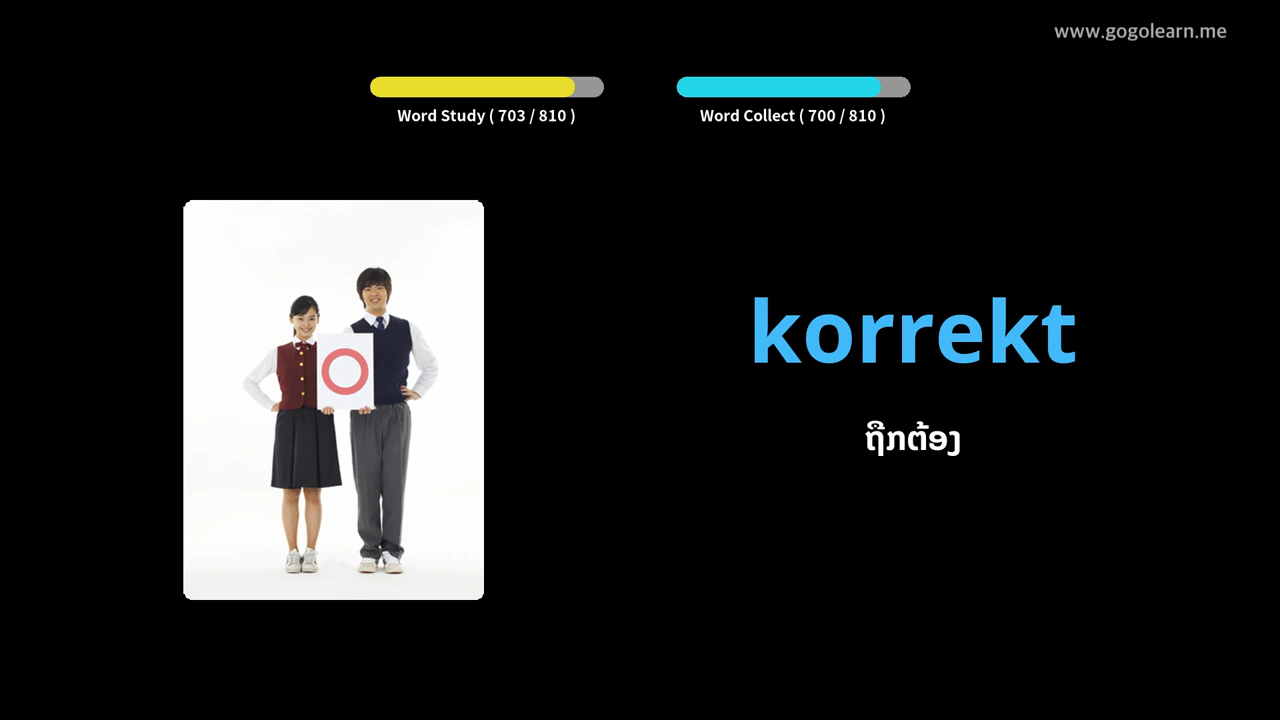 www.gogolearn.me
Word Study ( 703 / 810 )
Word Collect ( 700 / 810 )
korrekt
ຖືກຕ້ອງ